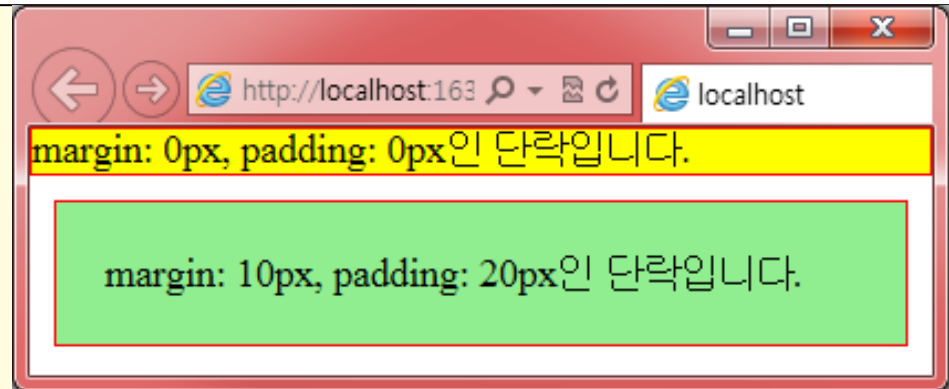 http://localhost:163
localhost
margin: 0px, padding: 0px인 단락입니다.
margin: 10px, padding: 20px인 단락입니다.